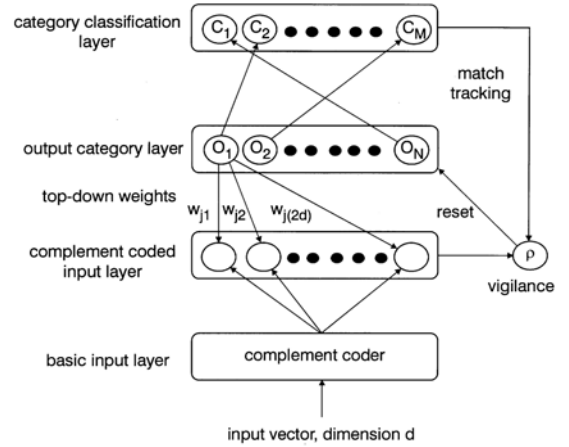 category classification
layer
C1 C2 CM
match
tracking
output category layer
O1 O2 ON
top-down weights
wj1 wj2 wj(2d)
reset
complement coded
input layer
ρ
vigilance
basic input layer
complement coder
input vector, dimension d